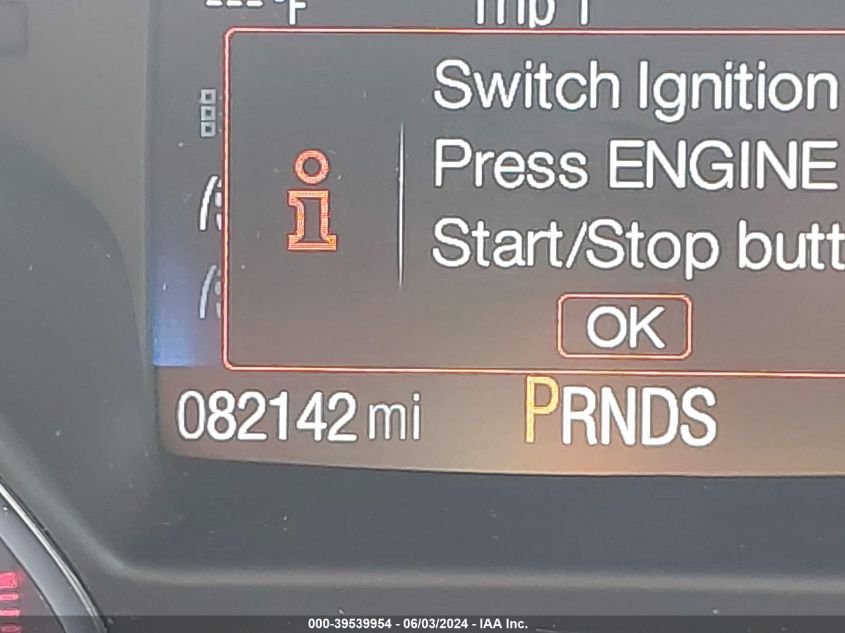 ---°F Trip 1
Switch Ignition
Press ENGINE
Start/Stop butt
OK
082142 mi PRNDS
000-39539954 - 06/03/2024 - IAA Inc.